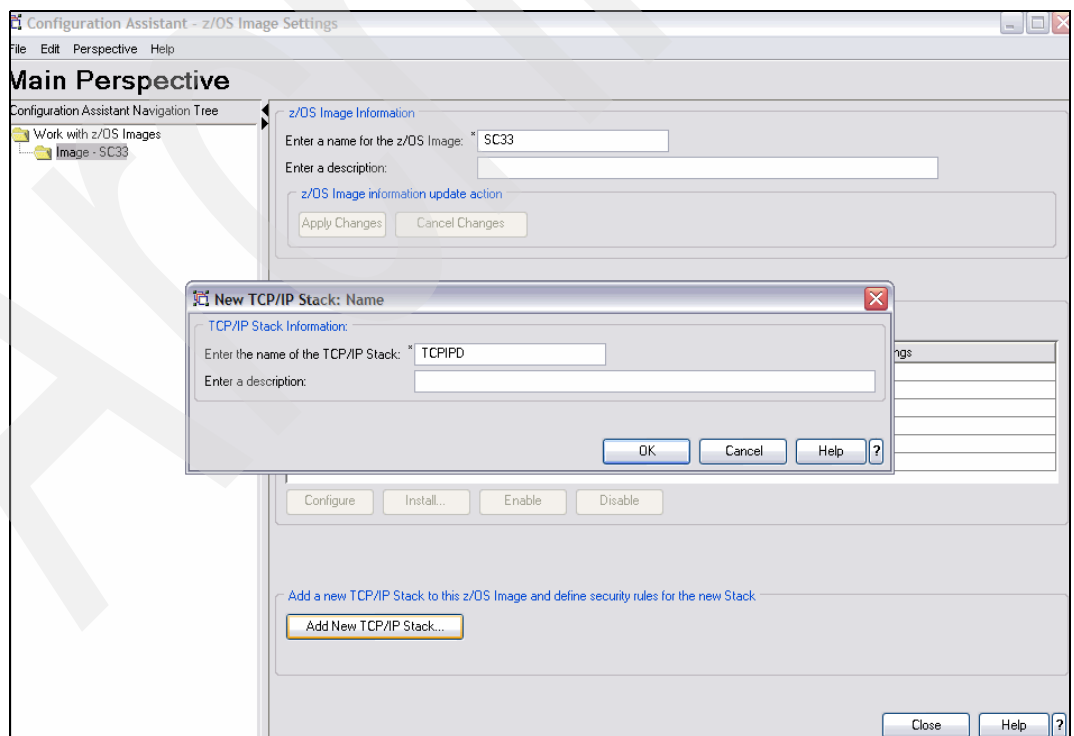 Configuration Assistant - z/OS Image Settings
File Edit Perspective Help
Main Perspective
Configuration Assistant Navigation Tree
Work with z/OS Images
Image - SC33
z/OS Image Information
Enter a name for the z/OS Image: * SC33
Enter a description:
z/OS Image information update action
Apply Changes Cancel Changes
New TCP/IP Stack: Name
TCP/IP Stack Information:
Enter the name of the TCP/IP Stack: * TCPIPD
Enter a description:
OK Cancel Help ?
ngs
Configure Install... Enable Disable
Add a new TCP/IP Stack to this z/OS Image and define security rules for the new Stack
Add New TCP/IP Stack...
Close Help ?